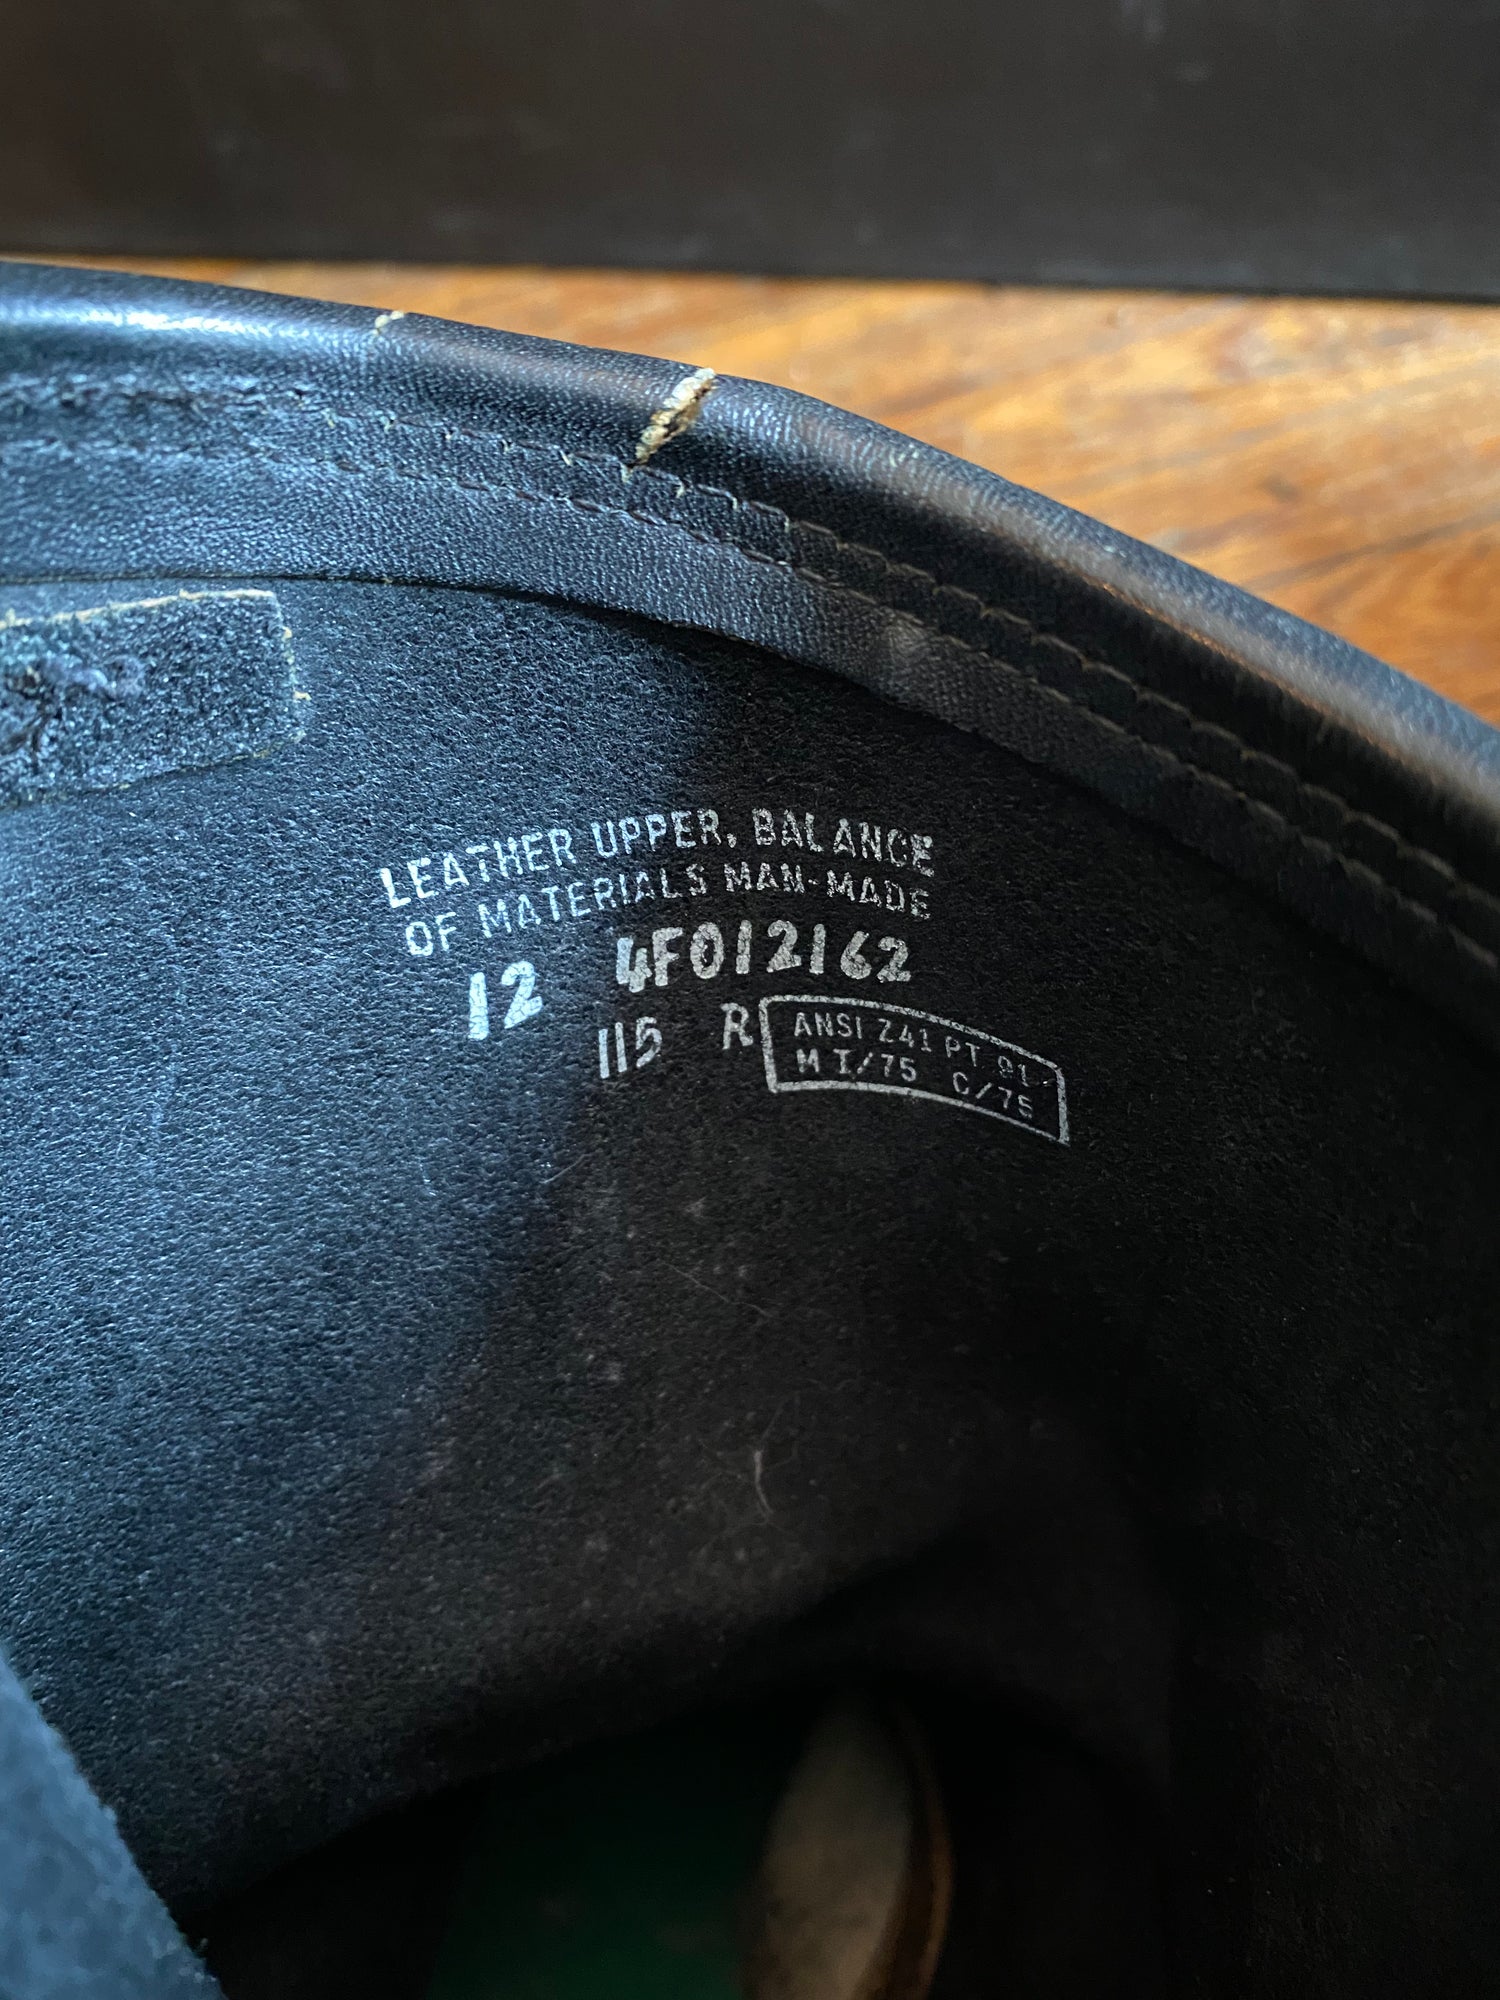 LEATHER UPPER, BALANCE
OF MATERIALS MAN-MADE
12 4F012162
115 R
ANSI Z41 PT 91
M I/75 C/75